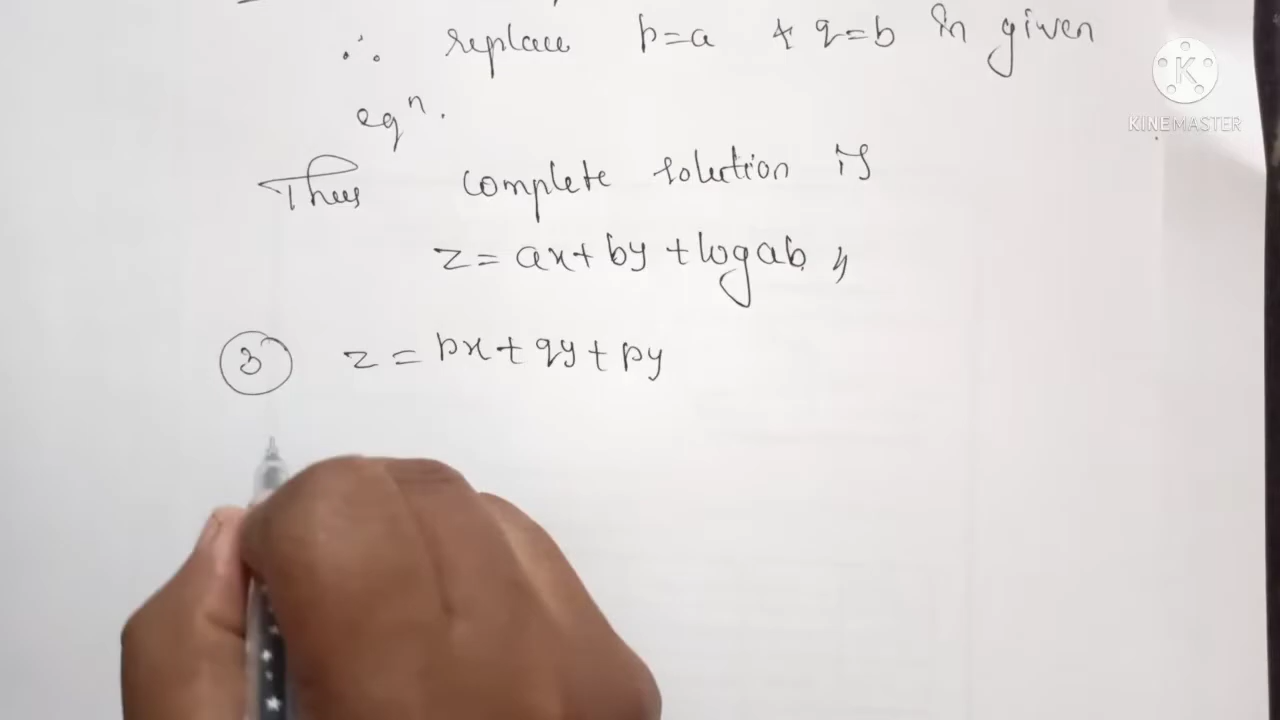 ∴ replace p=a & q=b in given
eqⁿ.
Thus complete solution is
z = ax + by + log ab //
③ z = px + qy + py
K
KINEMASTER